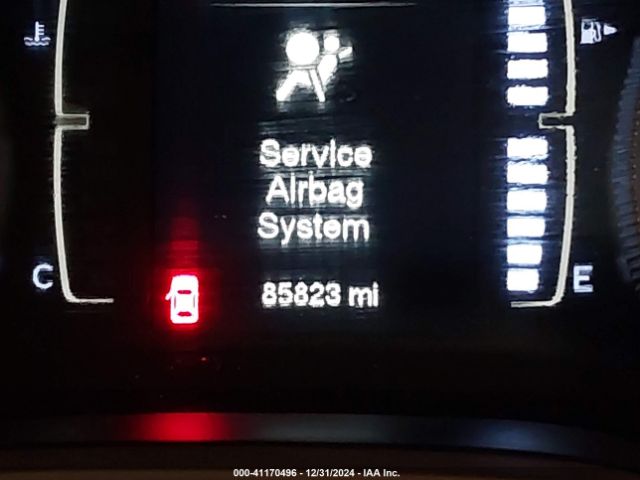 Service
Airbag
System
C
E
85823 mi
000-41170496 - 12/31/2024 - IAA Inc.